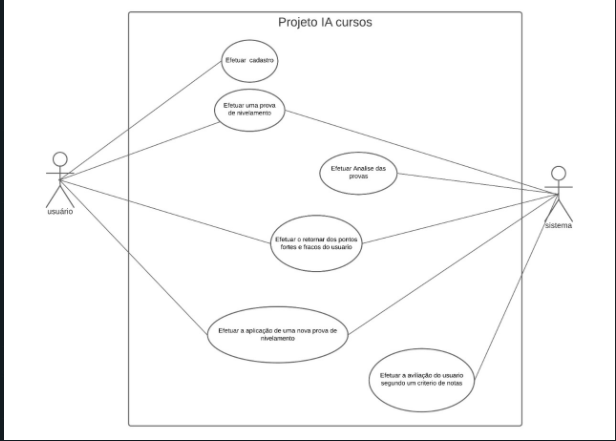 Projeto IA cursos
Efetuar cadastro
Efetuar uma prova
de nivelamento
Efetuar Analise das
provas
usuário
sistema
Efetuar o retornar dos pontos
fortes e fracos do usuario
Efetuar a aplicação de uma nova prova de
nivelamento
Efetuar a avilação do usuario
segundo um criterio de notas